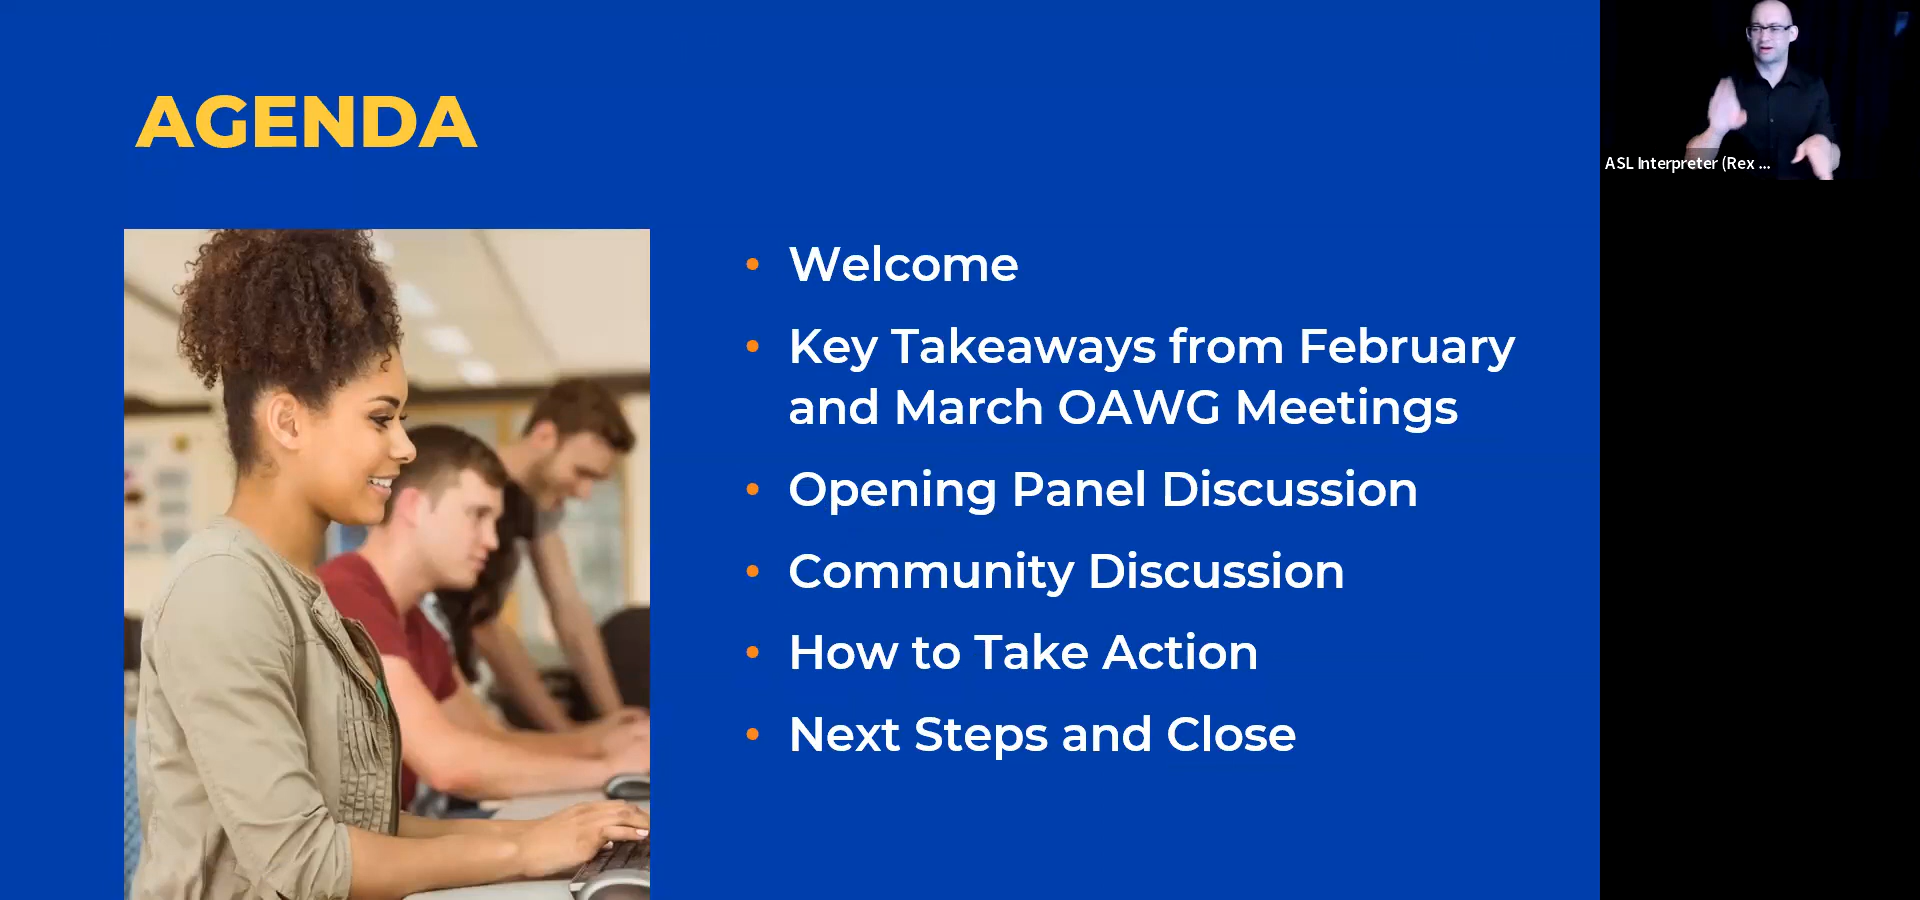 AGENDA
• Welcome
• Key Takeaways from February
and March OAWG Meetings
• Opening Panel Discussion
• Community Discussion
• How to Take Action
• Next Steps and Close
ASL Interpreter (Rex ...